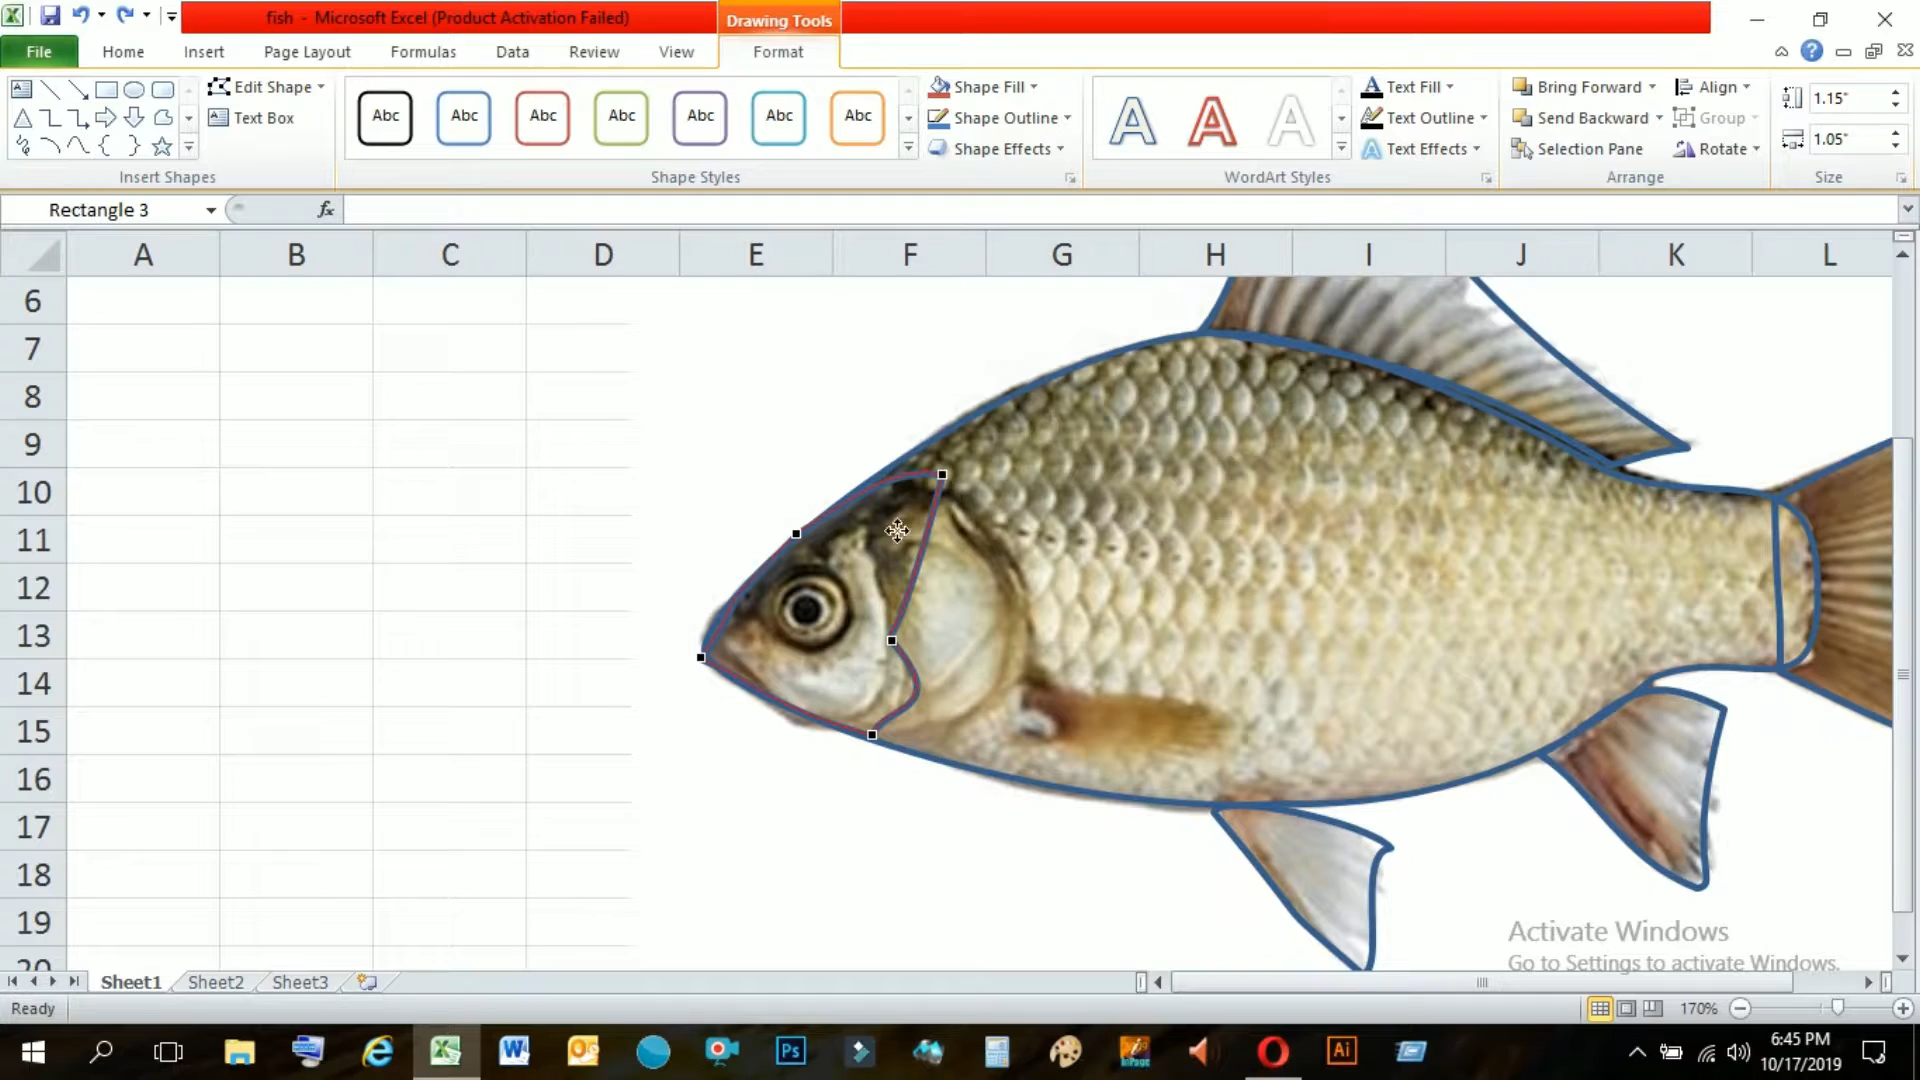 fish - Microsoft Excel (Product Activation Failed)
Drawing Tools
File Home Insert Page Layout Formulas Data Review View Format
Edit Shape
Text Box
Insert Shapes
Abc Abc Abc Abc Abc Abc Abc
Shape Fill
Shape Outline
Shape Effects
Shape Styles
A A A
Text Fill
Text Outline
Text Effects
WordArt Styles
Bring Forward
Send Backward
Selection Pane
Align
Group
Rotate
Arrange
1.15"
1.05"
Size
Rectangle 3
fx
A B C D E F G H I J K L
6
7
8
9
10
11
12
13
14
15
16
17
18
19
20
Activate Windows
Go to Settings to activate Windows.
Sheet1 Sheet2 Sheet3
Ready
170%
Ps
Ai
6:45 PM
10/17/2019